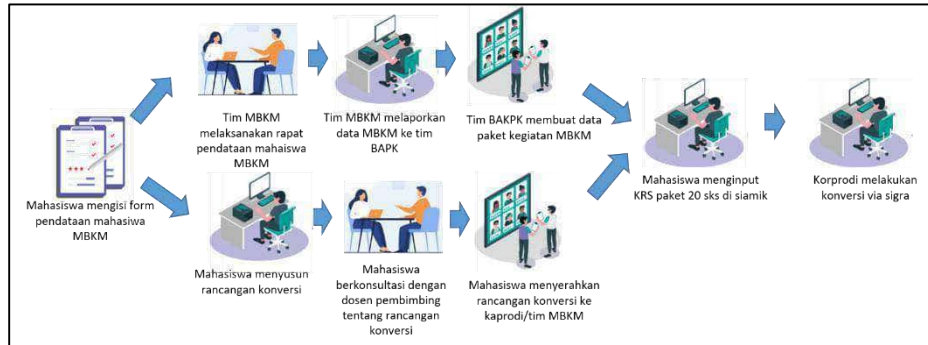 Mahasiswa mengisi form
pendataan mahasiwa
MBKM
Tim MBKM
melaksanakan rapat
pendataan mahaiswa
MBKM
Tim MBKM melaporkan
data MBKM ke tim
BAPK
Tim BAKPK membuat data
paket kegiatan MBKM
Mahasiswa menyusun
rancangan konversi
Mahasiswa
berkonsultasi dengan
dosen pembimbing
tentang rancangan
konversi
Mahasiswa menyerahkan
rancangan konversi ke
kaprodi/tim MBKM
Mahasiswa menginput
KRS paket 20 sks di siamik
Korprodi melakukan
konversi via sigra